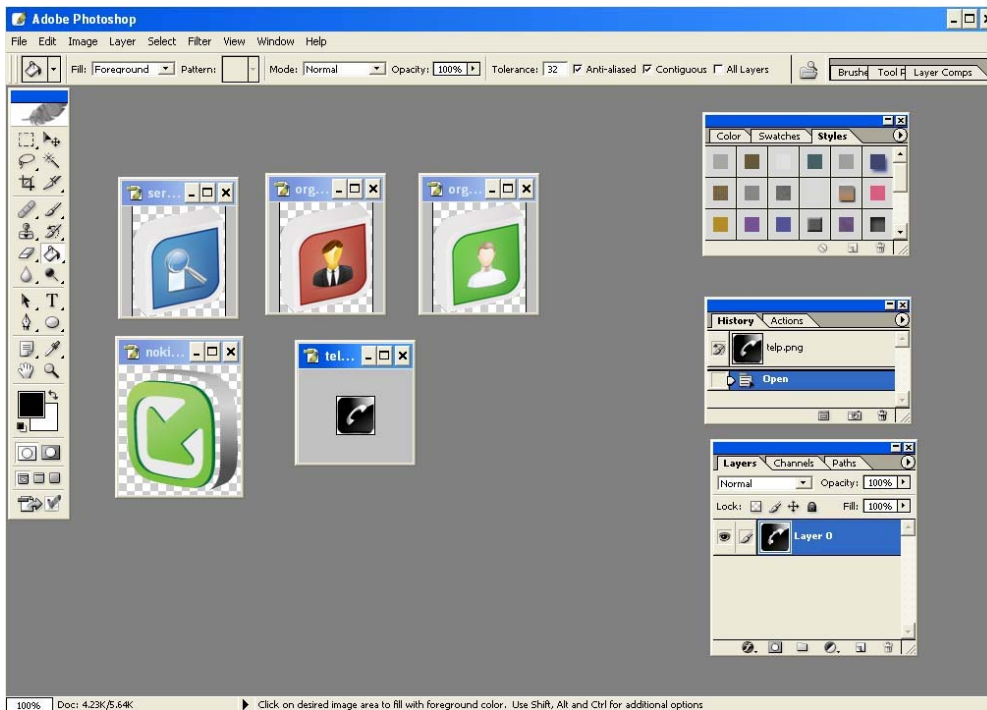 Adobe Photoshop
File Edit Image Layer Select Filter View Window Help
Fill: Foreground Pattern: Mode: Normal Opacity: 100% Tolerance: 32 Anti-aliased Contiguous All Layers
Brushe Tool P Layer Comps
Color Swatches Styles
ser...
org...
org...
noki...
tel...
History Actions
telp.png
Open
Layers Channels Paths
Normal Opacity: 100%
Lock: Fill: 100%
Layer 0
100% Doc: 4.23K/5.64K Click on desired image area to fill with foreground color. Use Shift, Alt and Ctrl for additional options